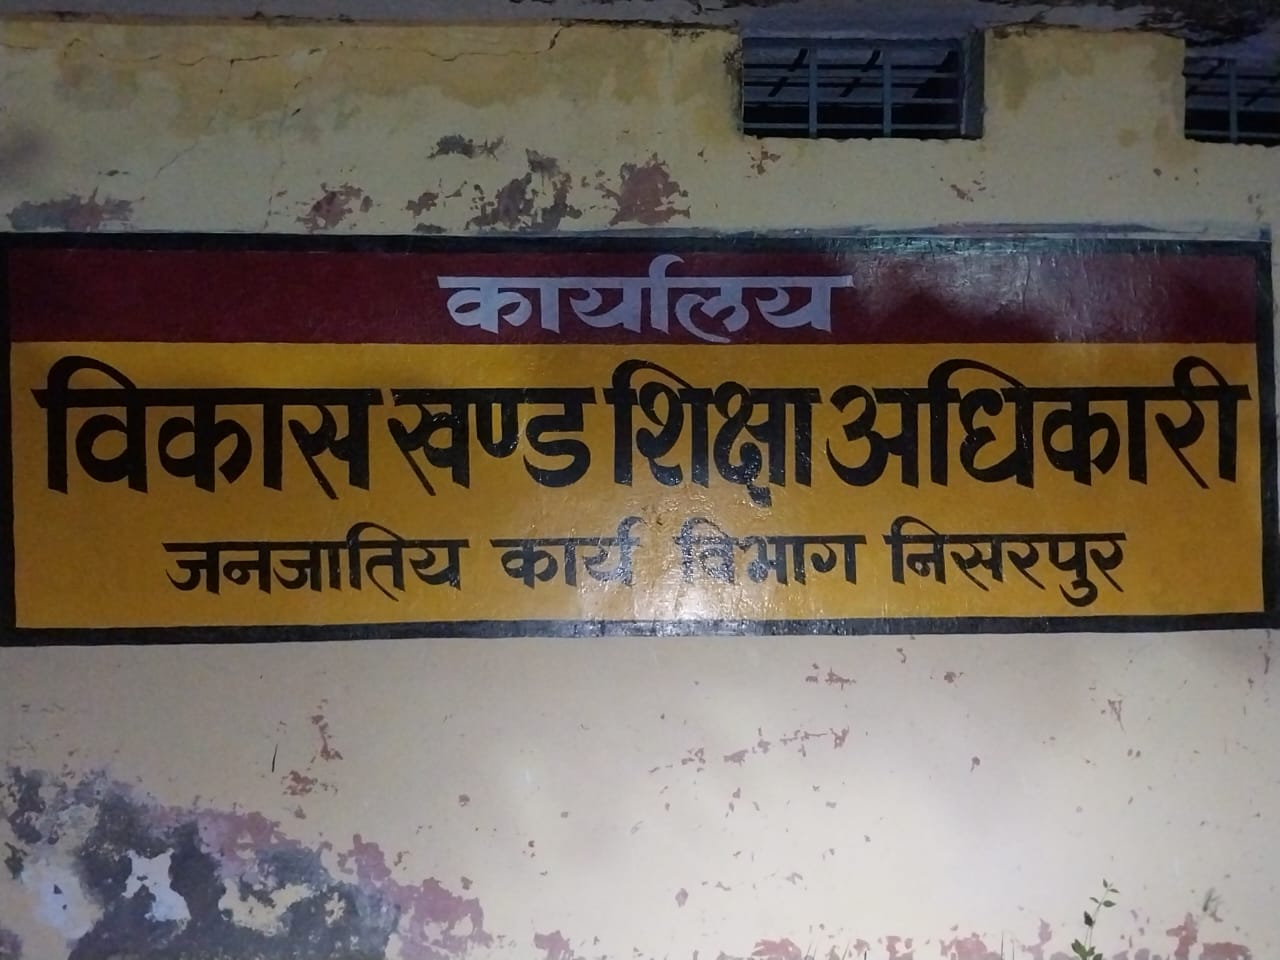 कार्यालय
विकास खण्ड शिक्षा अधिकारी
जनजातिय कार्य विभाग निसरपुर